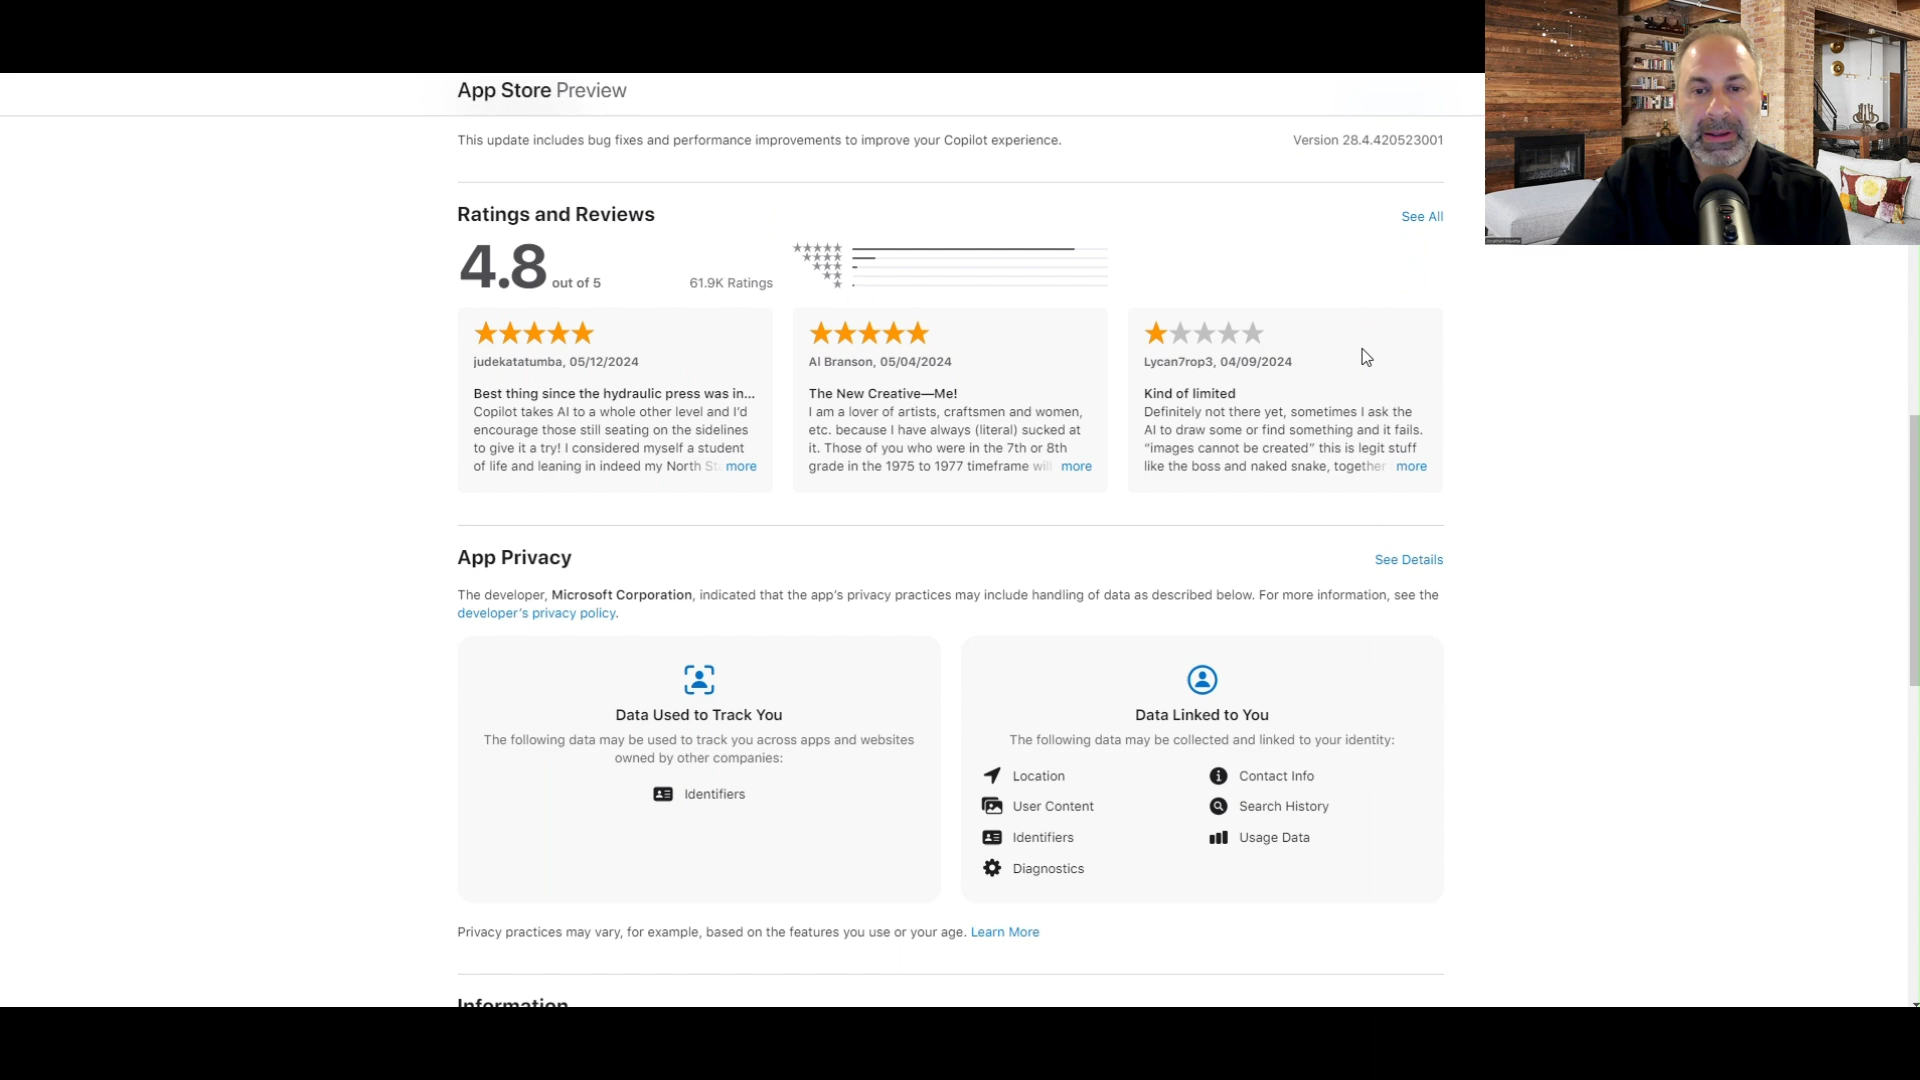 App Store Preview
This update includes bug fixes and performance improvements to improve your Copilot experience.
Version 28.4.420523001
Ratings and Reviews
See All
4.8 out of 5
61.9K Ratings
judekatatumba, 05/12/2024
Best thing since the hydraulic press was in...
Copilot takes AI to a whole other level and I'd
encourage those still seating on the sidelines
to give it a try! I considered myself a student
of life and leaning in indeed my North St more
Al Branson, 05/04/2024
The New Creative—Me!
I am a lover of artists, craftsmen and women,
etc. because I have always (literal) sucked at
it. Those of you who were in the 7th or 8th
grade in the 1975 to 1977 timeframe will more
Lycan7rop3, 04/09/2024
Kind of limited
Definitely not there yet, sometimes I ask the
AI to draw some or find something and it fails.
“images cannot be created” this is legit stuff
like the boss and naked snake, together more
App Privacy
See Details
The developer, Microsoft Corporation, indicated that the app's privacy practices may include handling of data as described below. For more information, see the
developer's privacy policy.
Data Used to Track You
The following data may be used to track you across apps and websites
owned by other companies:
Identifiers
Data Linked to You
The following data may be collected and linked to your identity:
Location
Contact Info
User Content
Search History
Identifiers
Usage Data
Diagnostics
Privacy practices may vary, for example, based on the features you use or your age. Learn More
Information